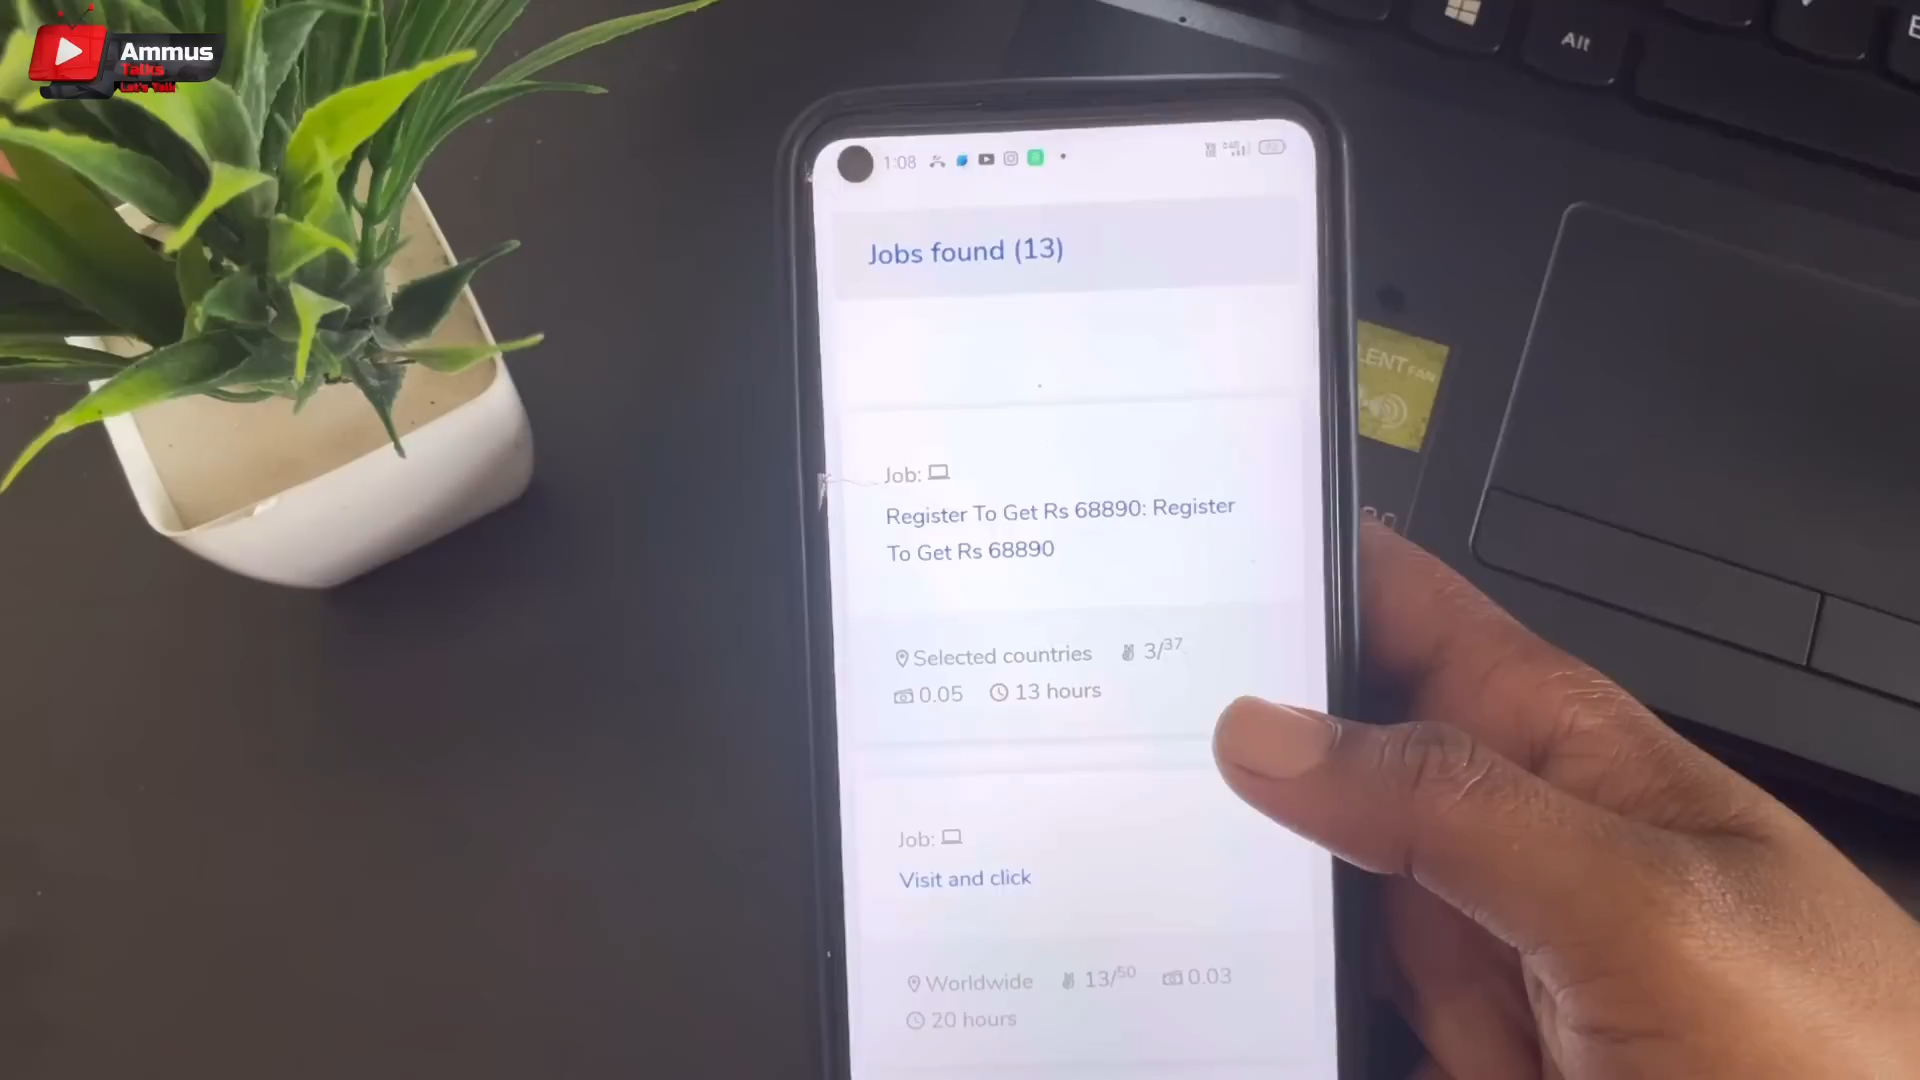 Ammus
Talks
Let's Talk
Alt
1:08
Jobs found (13)
LENT FAN
Job:
Register To Get Rs 68890: Register
To Get Rs 68890
Selected countries 3/37
0.05 13 hours
Job:
Visit and click
Worldwide 13/50 0.03
20 hours